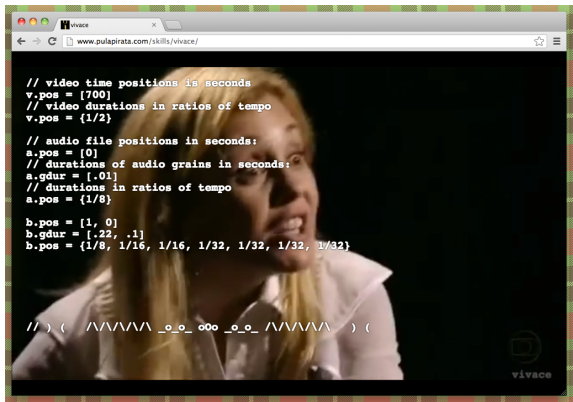 vivace
www.pulapirata.com/skills/vivace/
// video time positions is seconds
v.pos = [700]
// video durations in ratios of tempo
v.pos = {1/2}
// audio file positions in seconds:
a.pos = [0]
// durations of audio grains in seconds:
a.gdur = [.01]
// durations in ratios of tempo
a.pos = {1/8}
b.pos = [1, 0]
b.gdur = [.22, .1]
b.pos = {1/8, 1/16, 1/16, 1/32, 1/32, 1/32, 1/32}
// ) (   /\/\/\/\/\ _o_o_ oOo _o_o_ /\/\/\/\/\   ) (
vivace